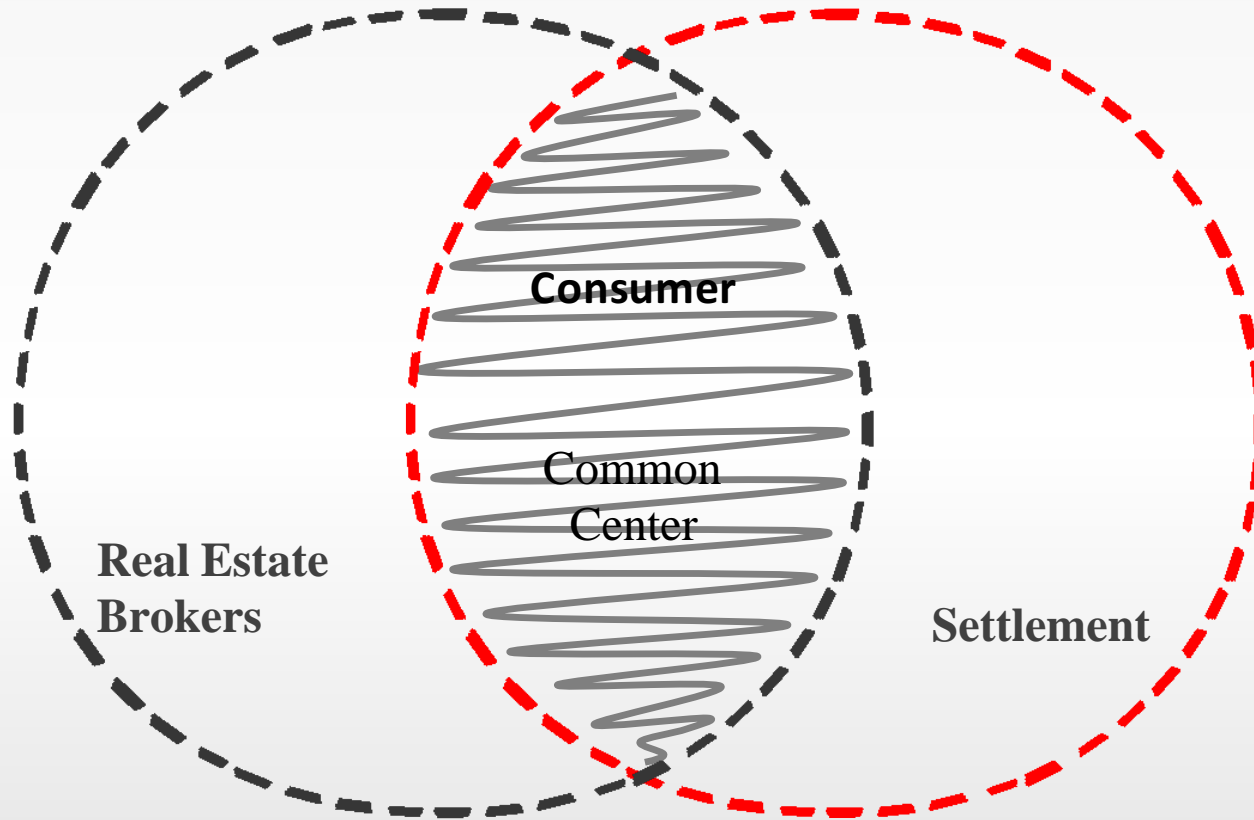 Consumer
Common
Center
Real Estate
Brokers
Settlement